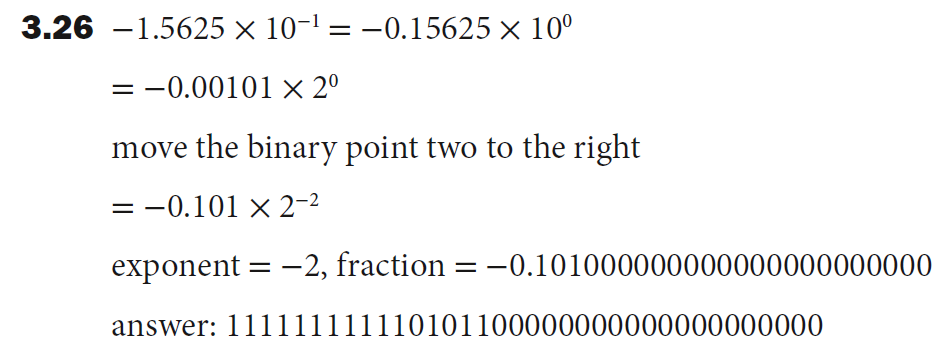 3.26 −1.5625 × 10⁻¹ = −0.15625 × 10⁰
= −0.00101 × 2⁰
move the binary point two to the right
= −0.101 × 2⁻²
exponent = −2, fraction = −0.101000000000000000000000
answer: 111111111110101100000000000000000000